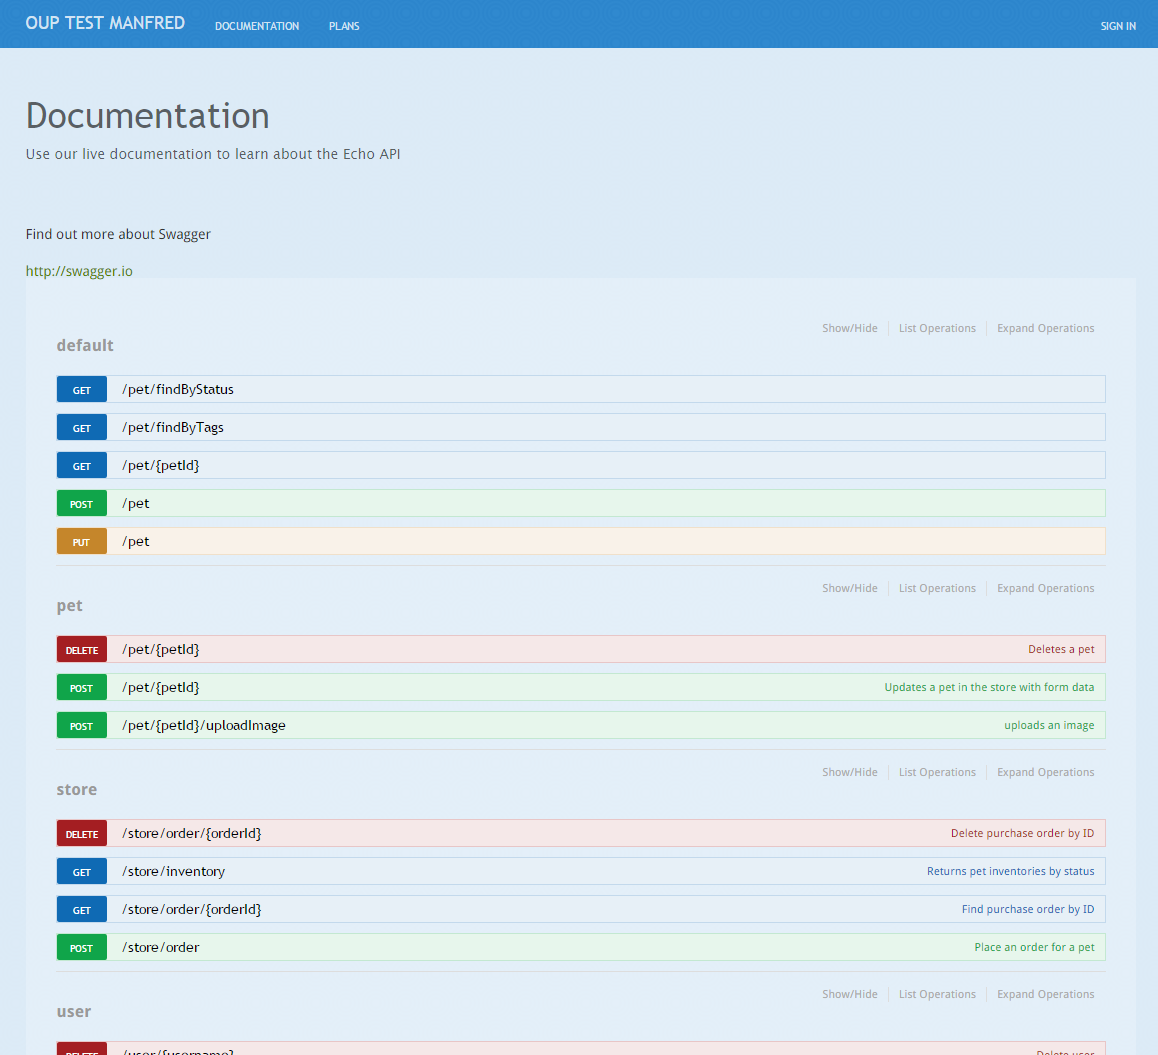 OUP TEST MANFRED DOCUMENTATION PLANS SIGN IN
Documentation
Use our live documentation to learn about the Echo API
Find out more about Swagger
http://swagger.io
Show/Hide List Operations Expand Operations
default
GET /pet/findByStatus
GET /pet/findByTags
GET /pet/{petId}
POST /pet
PUT /pet
Show/Hide List Operations Expand Operations
pet
DELETE /pet/{petId} Deletes a pet
POST /pet/{petId} Updates a pet in the store with form data
POST /pet/{petId}/uploadImage uploads an image
Show/Hide List Operations Expand Operations
store
DELETE /store/order/{orderId} Delete purchase order by ID
GET /store/inventory Returns pet inventories by status
GET /store/order/{orderId} Find purchase order by ID
POST /store/order Place an order for a pet
Show/Hide List Operations Expand Operations
user
DELETE /user/{username} Delete user